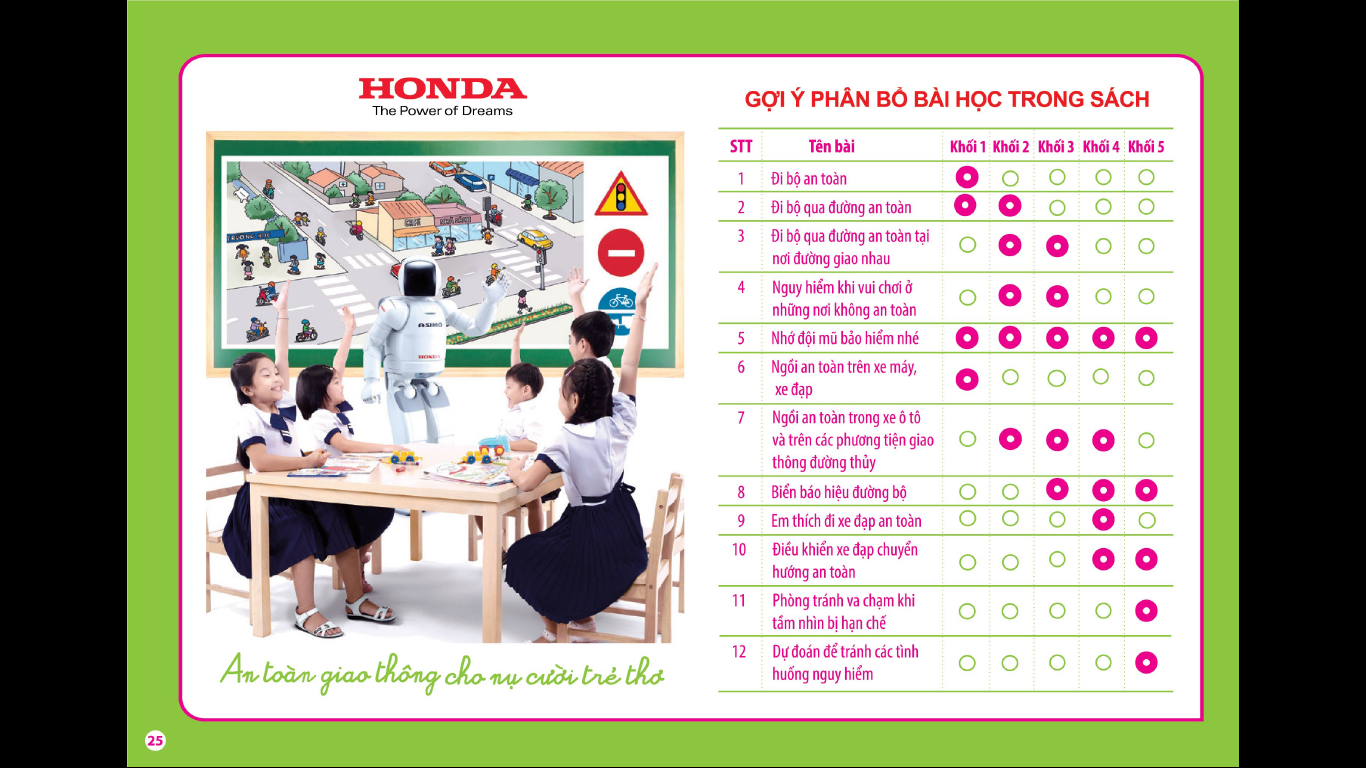 HONDA
The Power of Dreams
ASIMO
HONDA
An toàn giao thông cho nụ cười trẻ thơ
GỢI Ý PHÂN BỔ BÀI HỌC TRONG SÁCH
STT Tên bài Khối 1 Khối 2 Khối 3 Khối 4 Khối 5
1 Đi bộ an toàn
2 Đi bộ qua đường an toàn
3 Đi bộ qua đường an toàn tại
nơi đường giao nhau
4 Nguy hiểm khi vui chơi ở
những nơi không an toàn
5 Nhớ đội mũ bảo hiểm nhé
6 Ngồi an toàn trên xe máy,
xe đạp
7 Ngồi an toàn trong xe ô tô
và trên các phương tiện giao
thông đường thủy
8 Biển báo hiệu đường bộ
9 Em thích đi xe đạp an toàn
10 Điều khiển xe đạp chuyển
hướng an toàn
11 Phòng tránh va chạm khi
tầm nhìn bị hạn chế
12 Dự đoán để tránh các tình
huống nguy hiểm
25